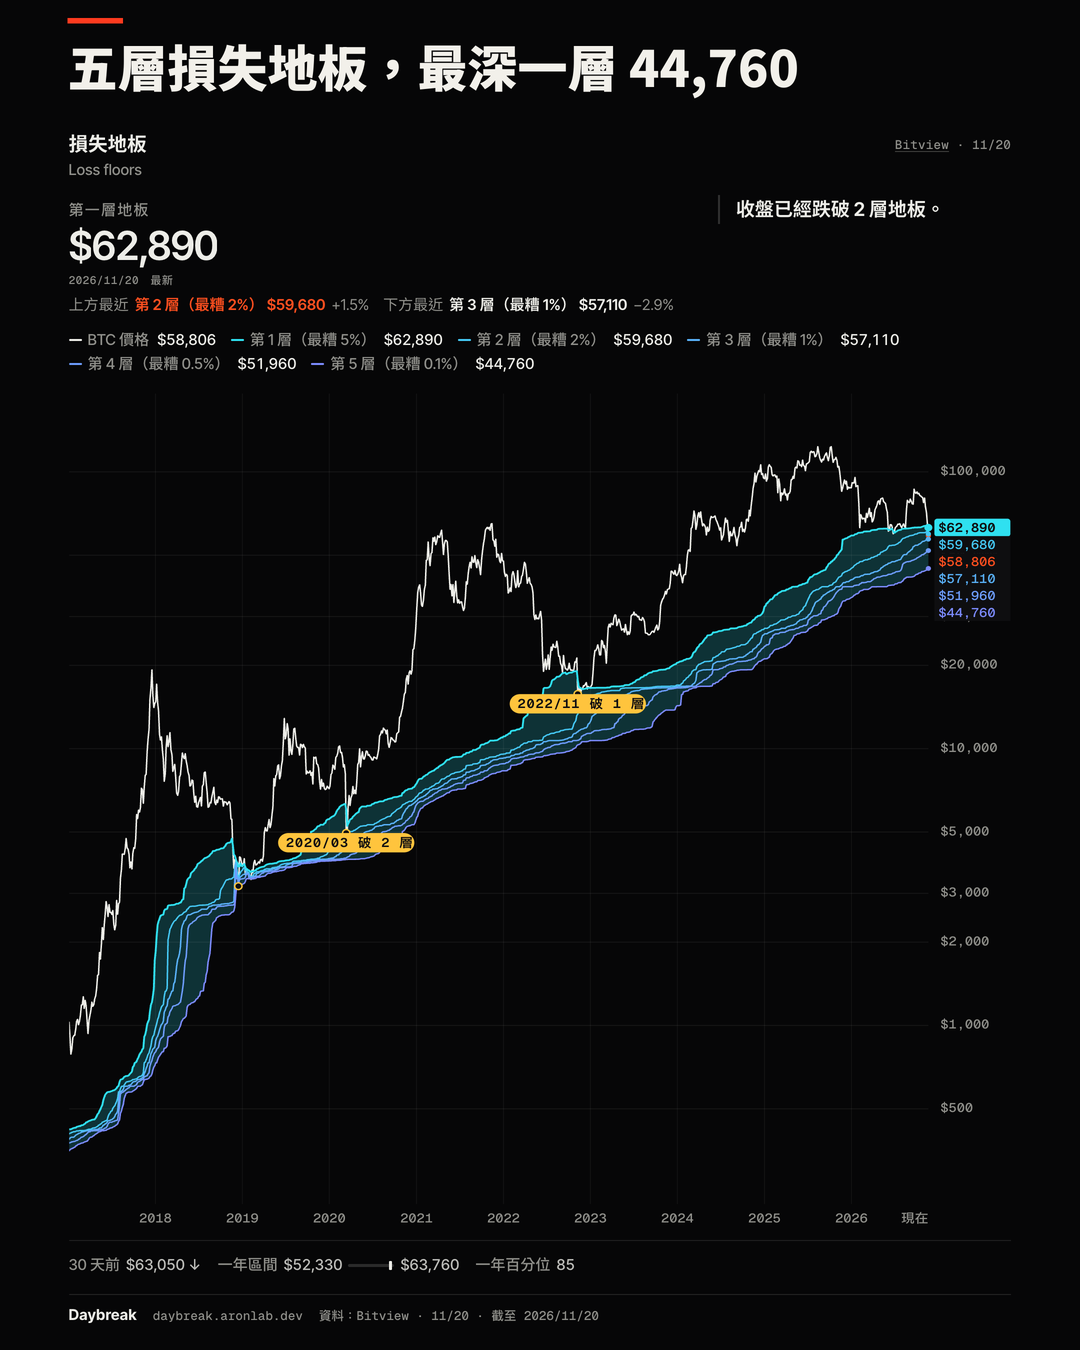 五層損失地板，最深一層 44,760
損失地板
Bitview · 11/20
Loss floors
第一層地板
收盤已經跌破 2 層地板。
$62,890
2026/11/20 最新
上方最近 第 2 層（最糟 2%） $59,680 +1.5% 下方最近 第 3 層（最糟 1%） $57,110 −2.9%
BTC 價格 $58,806 第 1 層（最糟 5%） $62,890 第 2 層（最糟 2%） $59,680 第 3 層（最糟 1%） $57,110
第 4 層（最糟 0.5%） $51,960 第 5 層（最糟 0.1%） $44,760
$100,000
$62,890
$59,680
$58,806
$57,110
$51,960
$44,760
$20,000
2022/11 破 1 層
$10,000
$5,000
2020/03 破 2 層
$3,000
$2,000
$1,000
$500
2018 2019 2020 2021 2022 2023 2024 2025 2026 現在
30 天前 $63,050 ↓ 一年區間 $52,330 $63,760 一年百分位 85
Daybreak daybreak.aronlab.dev 資料：Bitview · 11/20 · 截至 2026/11/20